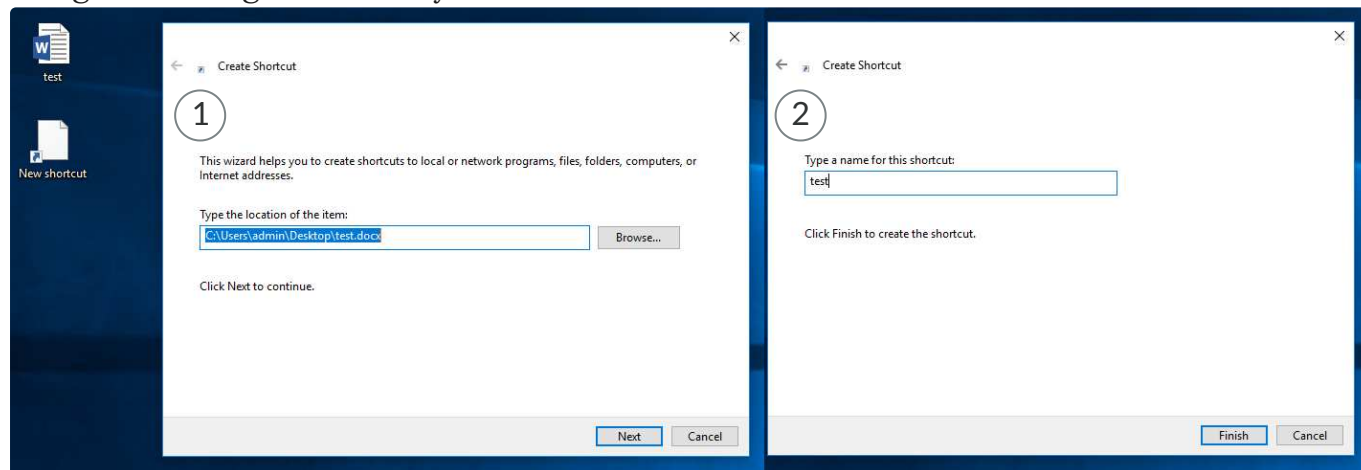 test
New shortcut
Create Shortcut
1
This wizard helps you to create shortcuts to local or network programs, files, folders, computers, or
Internet addresses.
Type the location of the item:
C:\Users\admin\Desktop\test.docx
Browse...
Click Next to continue.
Next
Cancel
Create Shortcut
2
Type a name for this shortcut:
test
Click Finish to create the shortcut.
Finish
Cancel